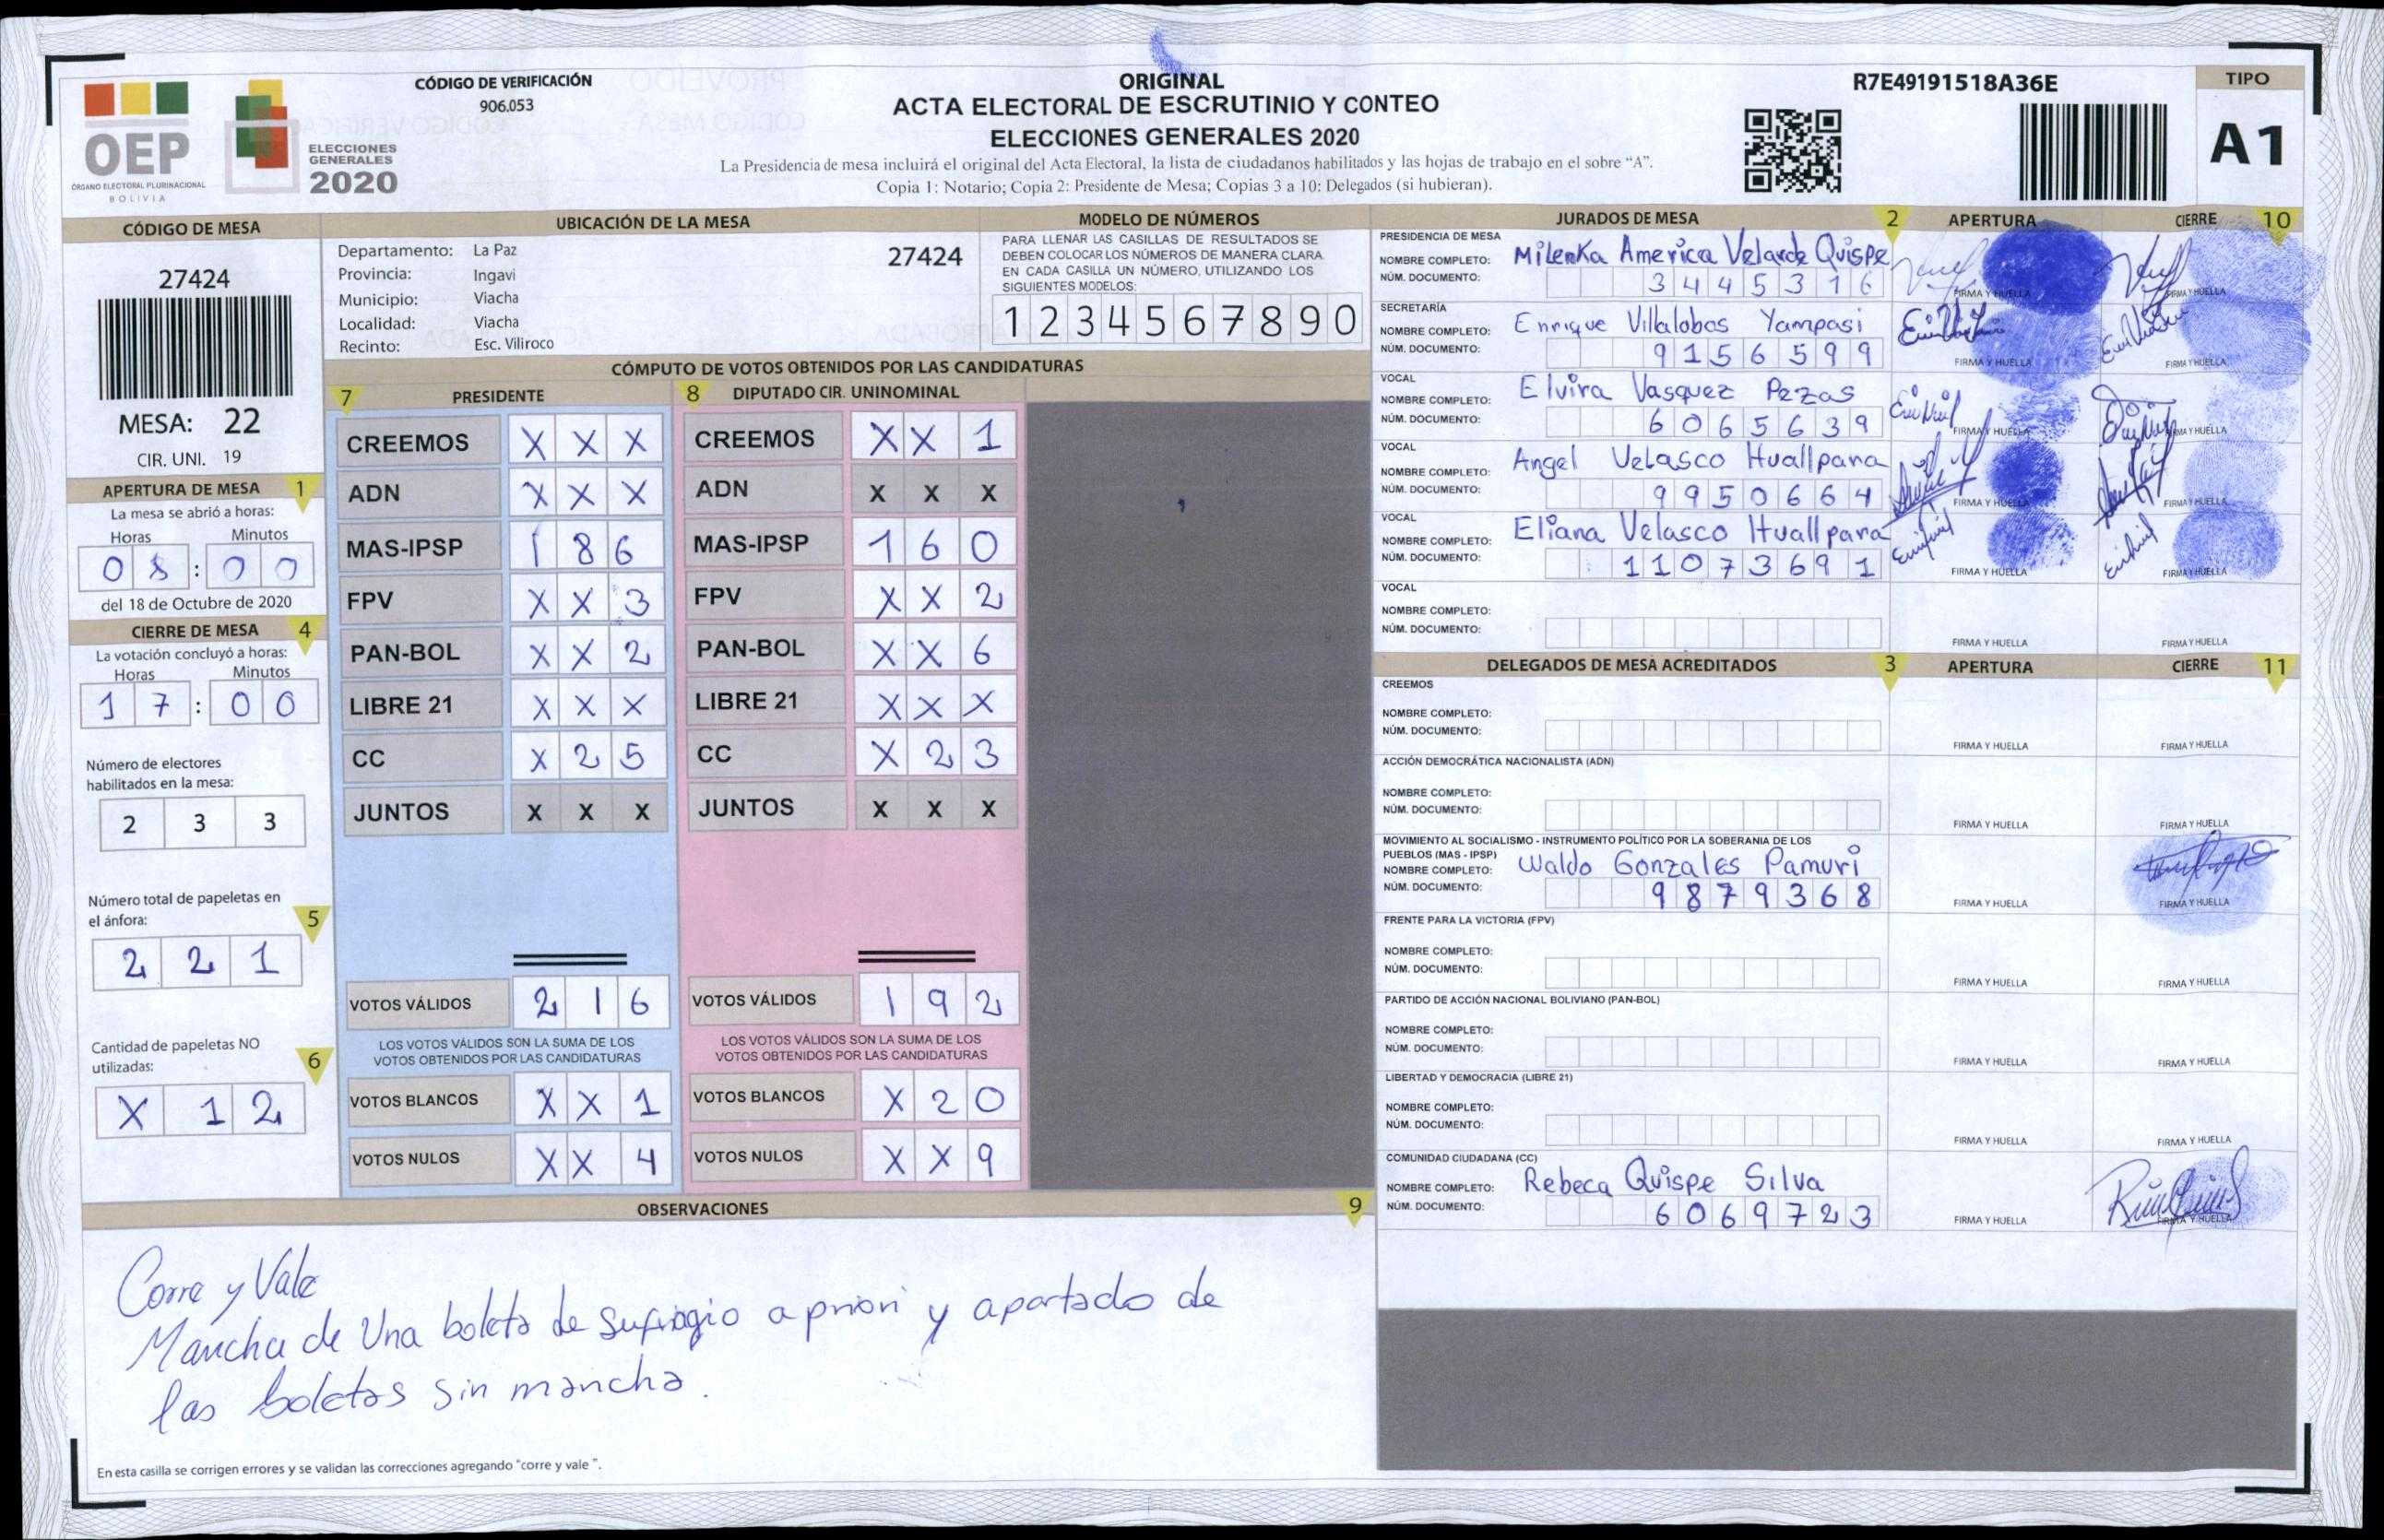 OEP
ÓRGANO ELECTORAL PLURINACIONAL
BOLIVIA
ELECCIONES
GENERALES
2020
CÓDIGO DE VERIFICACIÓN
906.053
ORIGINAL
ACTA ELECTORAL DE ESCRUTINIO Y CONTEO
ELECCIONES GENERALES 2020
La Presidencia de mesa incluirá el original del Acta Electoral, la lista de ciudadanos habilitados y las hojas de trabajo en el sobre “A”.
Copia 1: Notario; Copia 2: Presidente de Mesa; Copias 3 a 10: Delegados (si hubieran).
R7E49191518A36E
TIPO
A1
CÓDIGO DE MESA
27424
MESA: 22
CIR. UNI. 19
APERTURA DE MESA 1
La mesa se abrió a horas:
Horas Minutos
0 8 : 0 0
del 18 de Octubre de 2020
CIERRE DE MESA 4
La votación concluyó a horas:
Horas Minutos
1 7 : 0 0
Número de electores
habilitados en la mesa:
2 3 3
Número total de papeletas en
el ánfora: 5
2 2 1
Cantidad de papeletas NO
utilizadas: 6
X 1 2
UBICACIÓN DE LA MESA
Departamento: La Paz 27424
Provincia: Ingavi
Municipio: Viacha
Localidad: Viacha
Recinto: Esc. Viliroco
MODELO DE NÚMEROS
PARA LLENAR LAS CASILLAS DE RESULTADOS SE
DEBEN COLOCAR LOS NÚMEROS DE MANERA CLARA
EN CADA CASILLA UN NÚMERO, UTILIZANDO LOS
SIGUIENTES MODELOS:
1 2 3 4 5 6 7 8 9 0
CÓMPUTO DE VOTOS OBTENIDOS POR LAS CANDIDATURAS
7 PRESIDENTE
CREEMOS X X X
ADN X X X
MAS-IPSP 1 8 6
FPV X X 3
PAN-BOL X X 2
LIBRE 21 X X X
CC X 2 5
JUNTOS X X X
VOTOS VÁLIDOS 2 1 6
LOS VOTOS VÁLIDOS SON LA SUMA DE LOS
VOTOS OBTENIDOS POR LAS CANDIDATURAS
VOTOS BLANCOS X X 1
VOTOS NULOS X X 4
8 DIPUTADO CIR. UNINOMINAL
CREEMOS X X 1
ADN X X X
MAS-IPSP 1 6 0
FPV X X 2
PAN-BOL X X 6
LIBRE 21 X X X
CC X 2 3
JUNTOS X X X
VOTOS VÁLIDOS 1 9 2
LOS VOTOS VÁLIDOS SON LA SUMA DE LOS
VOTOS OBTENIDOS POR LAS CANDIDATURAS
VOTOS BLANCOS X 2 0
VOTOS NULOS X X 9
OBSERVACIONES 9
Corre y Vale
Mancha de Una boleta de sufragio a priori y apartado de
las boletas sin mancha.
En esta casilla se corrigen errores y se validan las correcciones agregando “corre y vale ”.
JURADOS DE MESA 2 APERTURA CIERRE 10
PRESIDENCIA DE MESA
NOMBRE COMPLETO: Milenka America Velarde Quispe
NÚM. DOCUMENTO: 3 4 4 5 3 1 6
FIRMA Y HUELLA FIRMA Y HUELLA
SECRETARÍA
NOMBRE COMPLETO: Enrique Villalobos Yampasi
NÚM. DOCUMENTO: 9 1 5 6 5 9 9
FIRMA Y HUELLA FIRMA Y HUELLA
VOCAL
NOMBRE COMPLETO: Elvira Vasquez Pezas
NÚM. DOCUMENTO: 6 0 6 5 6 3 9
FIRMA Y HUELLA FIRMA Y HUELLA
VOCAL
NOMBRE COMPLETO: Angel Velasco Huallpara
NÚM. DOCUMENTO: 9 9 5 0 6 6 4
FIRMA Y HUELLA FIRMA Y HUELLA
VOCAL
NOMBRE COMPLETO: Eliana Velasco Huallpara
NÚM. DOCUMENTO: 1 1 0 7 3 6 9 1
FIRMA Y HUELLA FIRMA Y HUELLA
VOCAL
NOMBRE COMPLETO:
NÚM. DOCUMENTO:
FIRMA Y HUELLA FIRMA Y HUELLA
DELEGADOS DE MESA ACREDITADOS 3 APERTURA CIERRE 11
CREEMOS
NOMBRE COMPLETO:
NÚM. DOCUMENTO:
FIRMA Y HUELLA FIRMA Y HUELLA
ACCIÓN DEMOCRÁTICA NACIONALISTA (ADN)
NOMBRE COMPLETO:
NÚM. DOCUMENTO:
FIRMA Y HUELLA FIRMA Y HUELLA
MOVIMIENTO AL SOCIALISMO - INSTRUMENTO POLÍTICO POR LA SOBERANIA DE LOS
PUEBLOS (MAS - IPSP)
NOMBRE COMPLETO: Waldo Gonzales Pamuri
NÚM. DOCUMENTO: 9 8 7 9 3 6 8
FIRMA Y HUELLA FIRMA Y HUELLA
FRENTE PARA LA VICTORIA (FPV)
NOMBRE COMPLETO:
NÚM. DOCUMENTO:
FIRMA Y HUELLA FIRMA Y HUELLA
PARTIDO DE ACCIÓN NACIONAL BOLIVIANO (PAN-BOL)
NOMBRE COMPLETO:
NÚM. DOCUMENTO:
FIRMA Y HUELLA FIRMA Y HUELLA
LIBERTAD Y DEMOCRACIA (LIBRE 21)
NOMBRE COMPLETO:
NÚM. DOCUMENTO:
FIRMA Y HUELLA FIRMA Y HUELLA
COMUNIDAD CIUDADANA (CC)
NOMBRE COMPLETO: Rebeca Quispe Silva
NÚM. DOCUMENTO: 6 0 6 9 7 2 3
FIRMA Y HUELLA FIRMA Y HUELLA